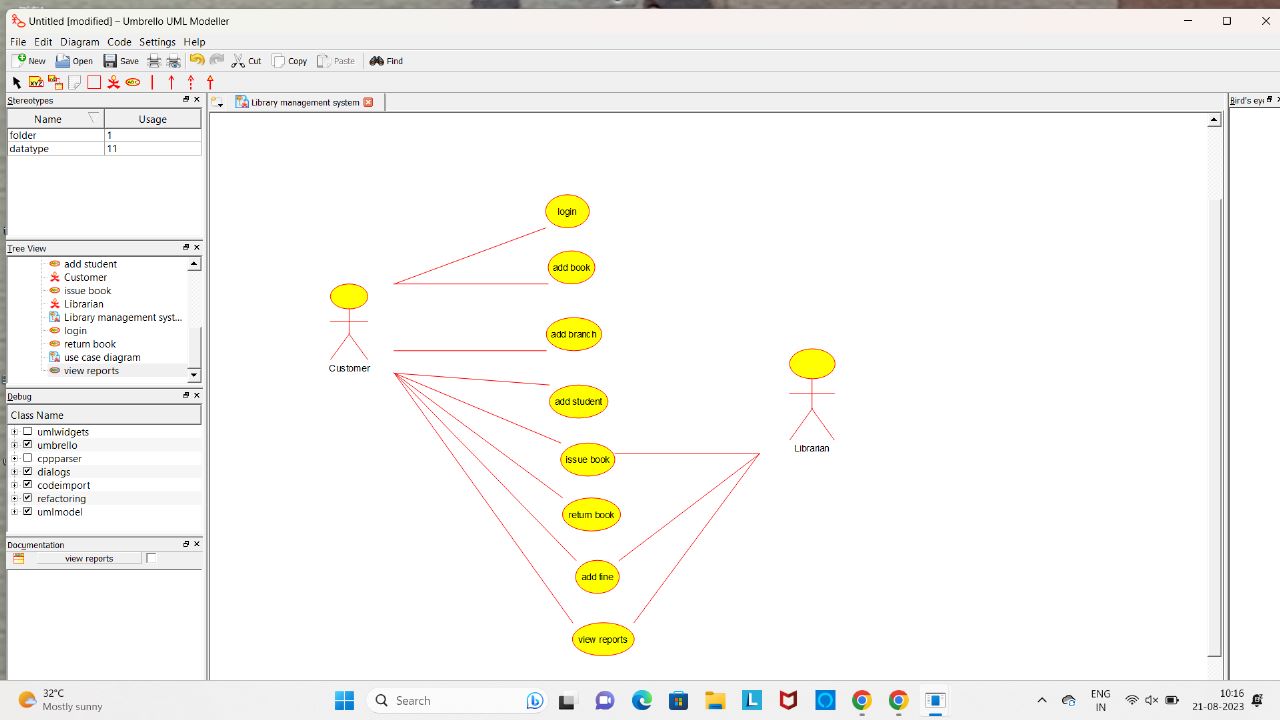 Untitled [modified] – Umbrello UML Modeller
File Edit Diagram Code Settings Help
New Open Save Cut Copy Paste Find
Stereotypes
Library management system
Bird's eye
Name Usage
folder 1
datatype 11
login
add book
add branch
Customer
add student
issue book
Librarian
return book
add fine
view reports
Tree View
add student
Customer
issue book
Librarian
Library management syst...
login
return book
use case diagram
view reports
Debug
Class Name
umlwidgets
umbrello
cppparser
dialogs
codeimport
refactoring
umlmodel
Documentation
view reports
32°C
Mostly sunny
Search
ENG
IN
10:16
21-08-2023